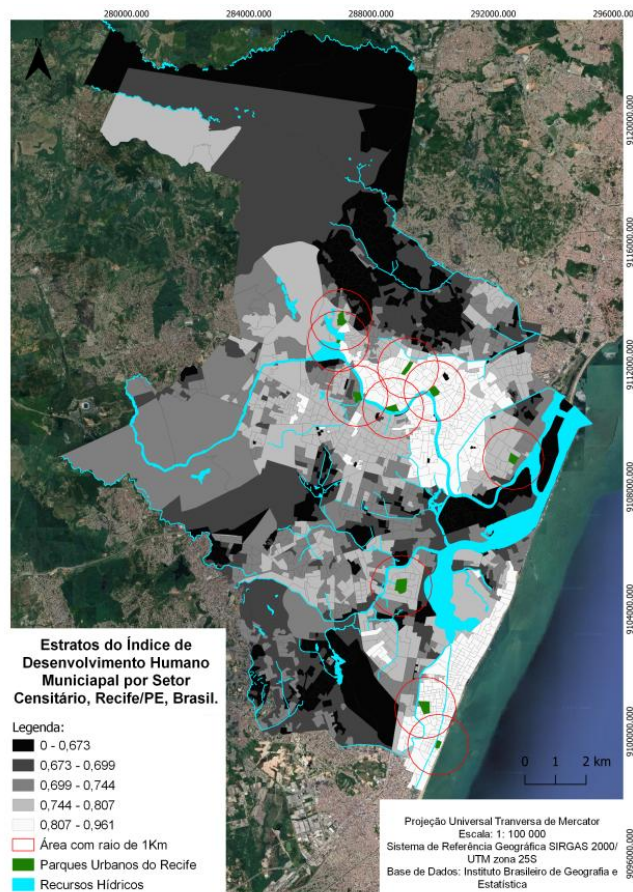 280000.000 284000.000 288000.000 292000.000 296000.000
9120000.000
9116000.000
9112000.000
9108000.000
9104000.000
9100000.000
9096000.000
Estratos do Índice de
Desenvolvimento Humano
Municiapal por Setor
Censitário, Recife/PE, Brasil.
Legenda:
0 - 0,673
0,673 - 0,699
0,699 - 0,744
0,744 - 0,807
0,807 - 0,961
Área com raio de 1Km
Parques Urbanos do Recife
Recursos Hídricos
0 1 2 km
Projeção Universal Tranversa de Mercator
Escala: 1: 100 000
Sistema de Referência Geográfica SIRGAS 2000/
UTM zona 25S
Base de Dados: Instituto Brasileiro de Geografia e
Estatística